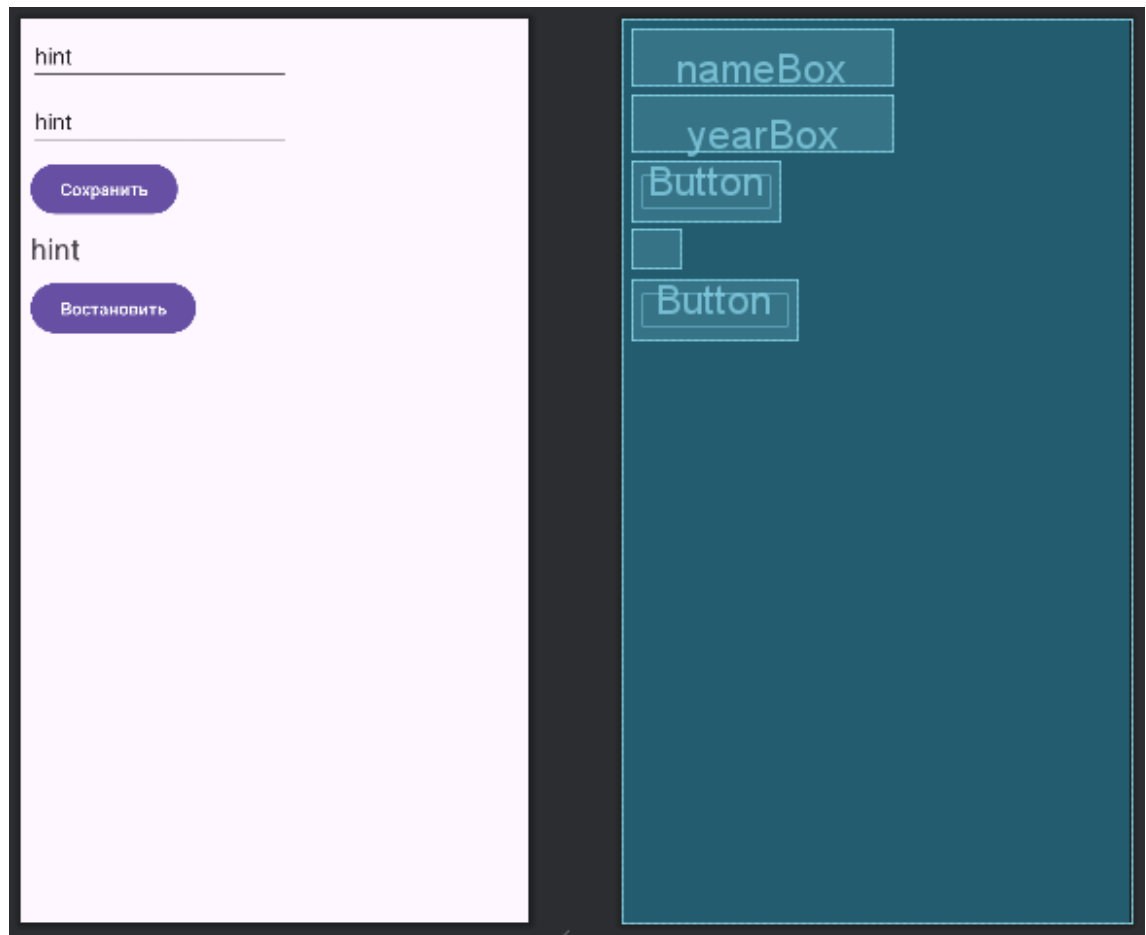 hint
hint
Сохранить
hint
Востановить
nameBox
yearBox
Button
Button